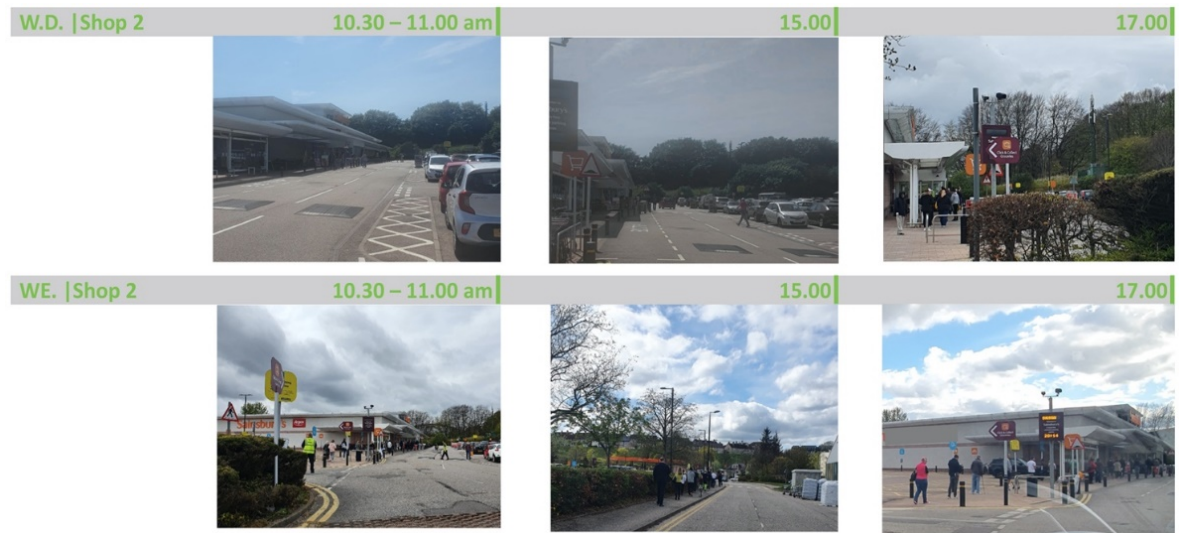 W.D. |Shop 2 10.30 – 11.00 am 15.00 17.00
WE. |Shop 2 10.30 – 11.00 am 15.00 17.00
Sainsbury's